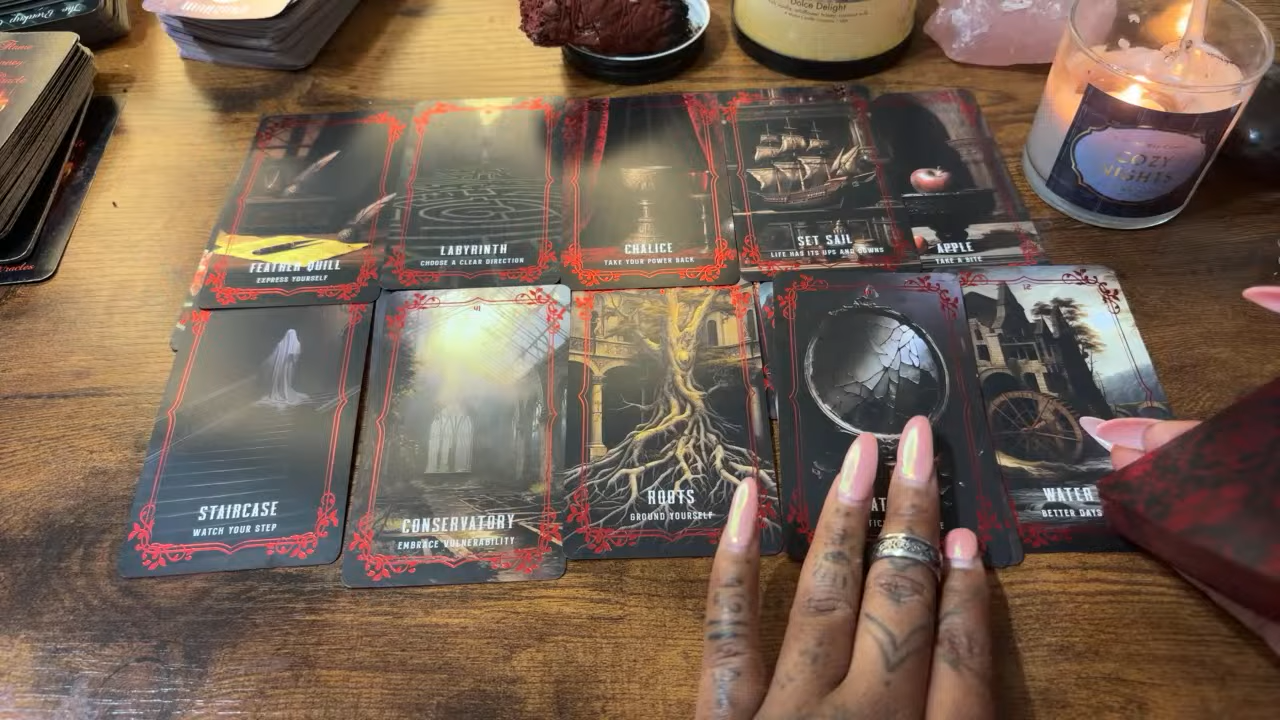 Dolce Delight
COZY
NIGHTS
FEATHER QUILL
EXPRESS YOURSELF
LABYRINTH
CHOOSE A CLEAR DIRECTION
CHALICE
TAKE YOUR POWER BACK
SET SAIL
LIFE HAS ITS UPS AND DOWNS
APPLE
TAKE A BITE
STAIRCASE
WATCH YOUR STEP
CONSERVATORY
EMBRACE VULNERABILITY
ROOTS
GROUND YOURSELF
WATER
BETTER DAYS